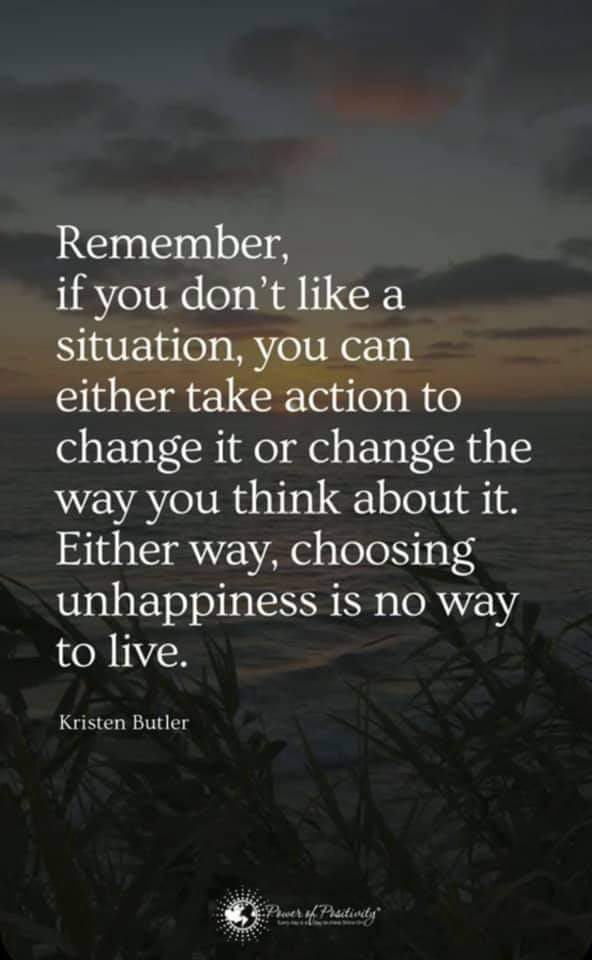 Remember,
if you don’t like a
situation, you can
either take action to
change it or change the
way you think about it.
Either way, choosing
unhappiness is no way
to live.
Kristen Butler
Power of Positivity